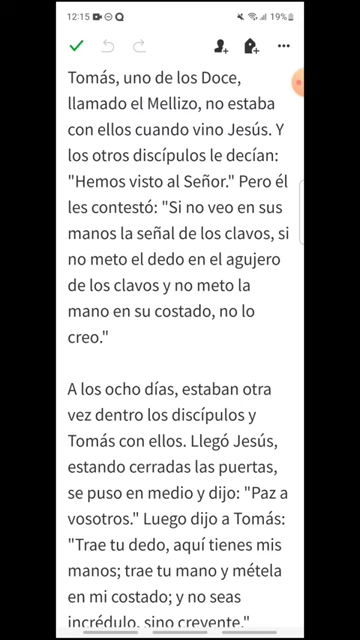 12:15
19%
Tomás, uno de los Doce,
llamado el Mellizo, no estaba
con ellos cuando vino Jesús. Y
los otros discípulos le decían:
"Hemos visto al Señor." Pero él
les contestó: "Si no veo en sus
manos la señal de los clavos, si
no meto el dedo en el agujero
de los clavos y no meto la
mano en su costado, no lo
creo."
A los ocho días, estaban otra
vez dentro los discípulos y
Tomás con ellos. Llegó Jesús,
estando cerradas las puertas,
se puso en medio y dijo: "Paz a
vosotros." Luego dijo a Tomás:
"Trae tu dedo, aquí tienes mis
manos; trae tu mano y métela
en mi costado; y no seas
incrédulo, sino creyente."